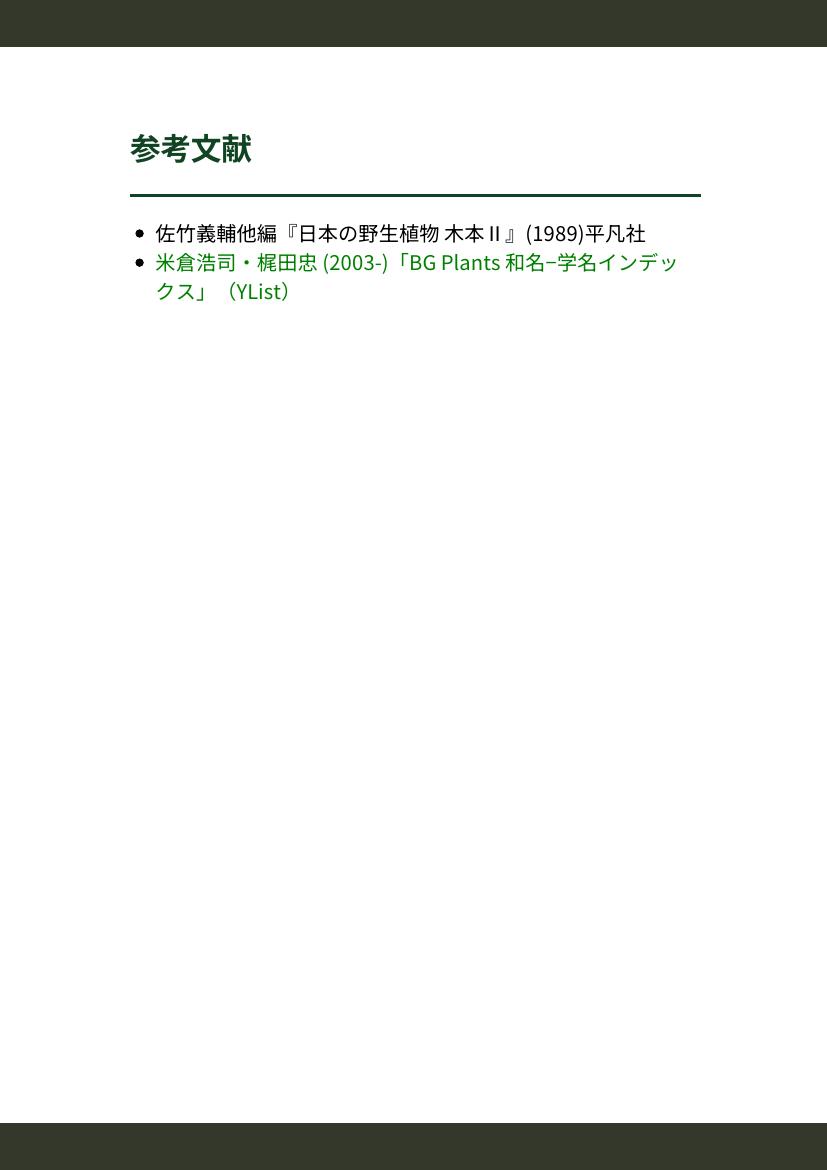 参考文献
佐竹義輔他編『日本の野生植物 木本Ⅱ』(1989)平凡社
米倉浩司・梶田忠 (2003-)「BG Plants 和名−学名インデッ
クス」（YList）